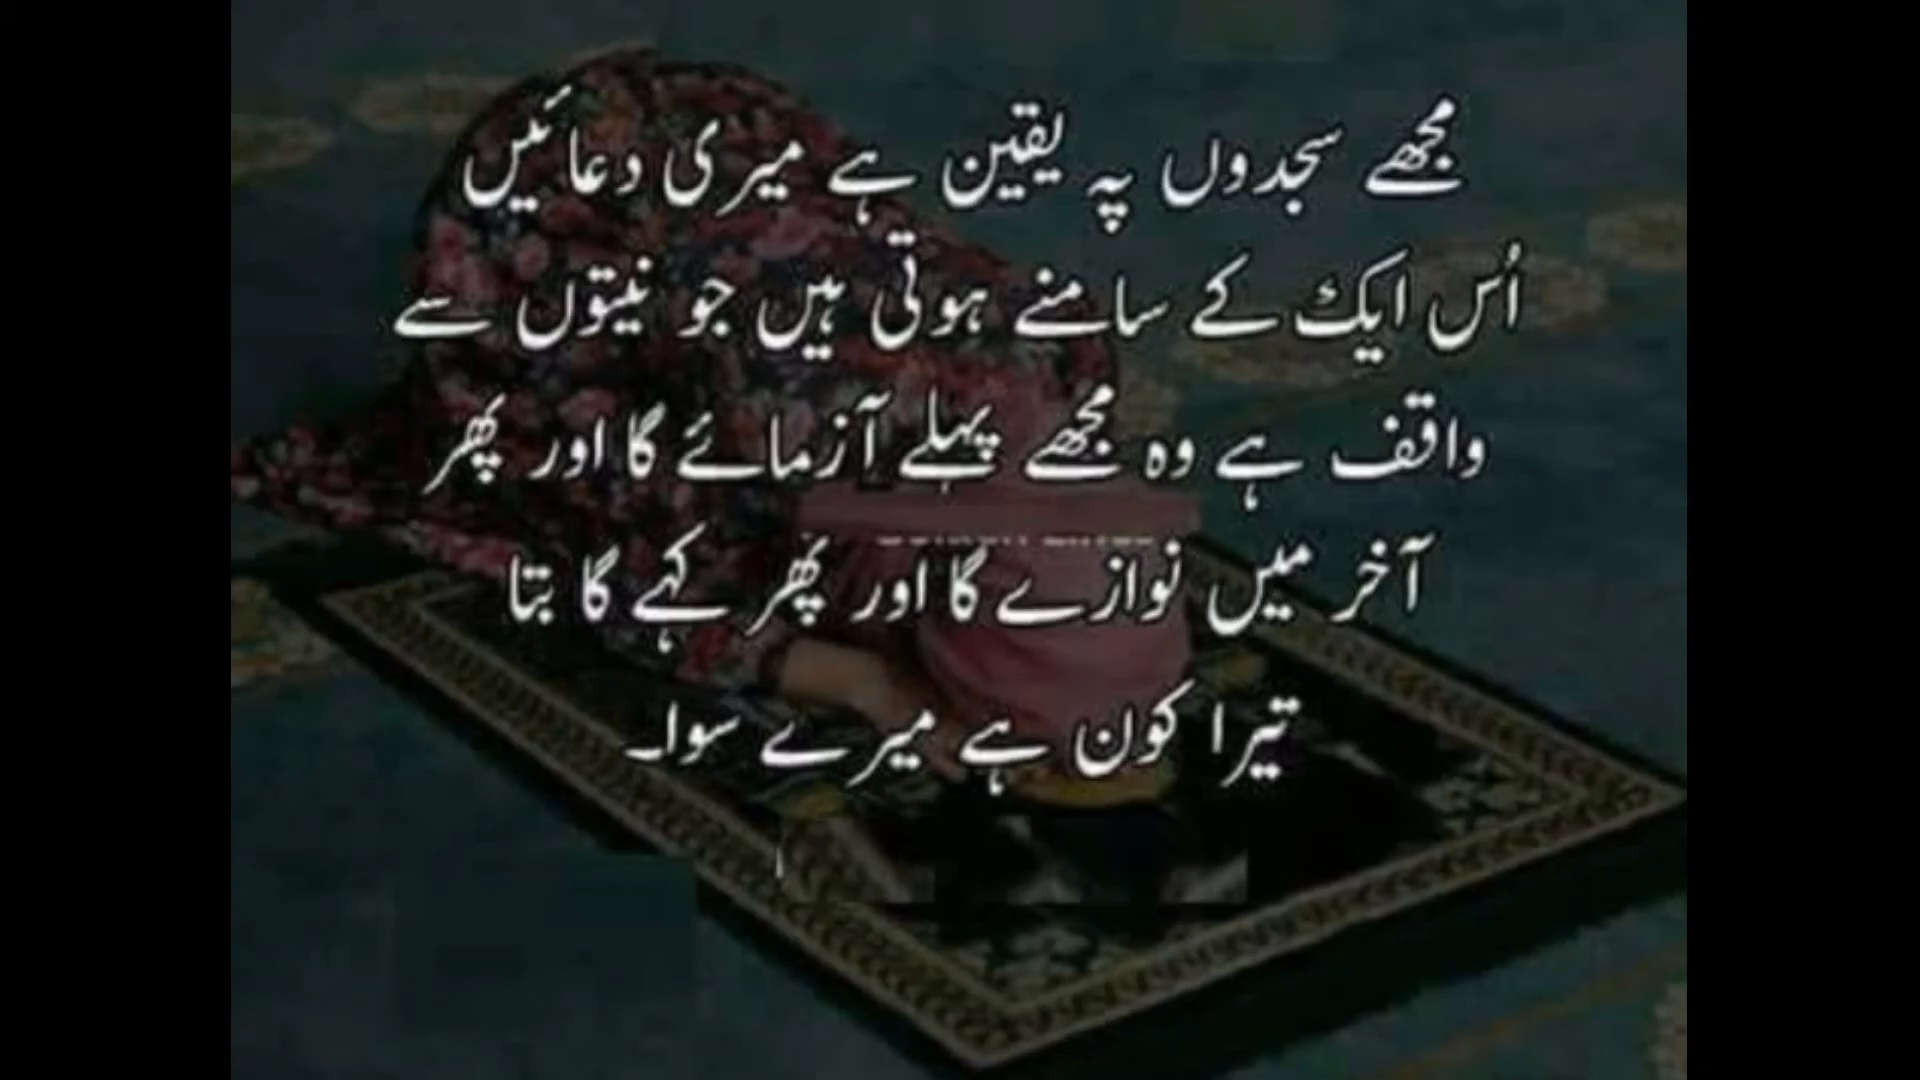 مجھے سجدوں پہ یقین ہے میری دعائیں
اُس ایک کے سامنے ہوتی ہیں جو نیتوں سے
واقف ہے وہ مجھے پہلے آزمائے گا اور پھر
آخر میں نوازے گا اور پھر کہے گا بتا
تیرا کون ہے میرے سوا۔